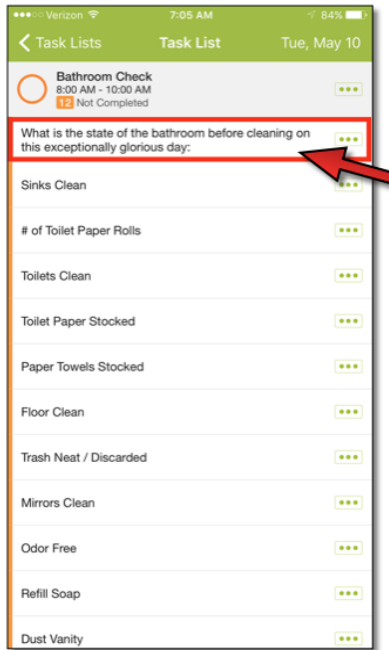 Verizon 7:05 AM 84%
Task Lists Task List Tue, May 10
Bathroom Check
8:00 AM - 10:00 AM
12 Not Completed
What is the state of the bathroom before cleaning on
this exceptionally glorious day:
Sinks Clean
# of Toilet Paper Rolls
Toilets Clean
Toilet Paper Stocked
Paper Towels Stocked
Floor Clean
Trash Neat / Discarded
Mirrors Clean
Odor Free
Refill Soap
Dust Vanity